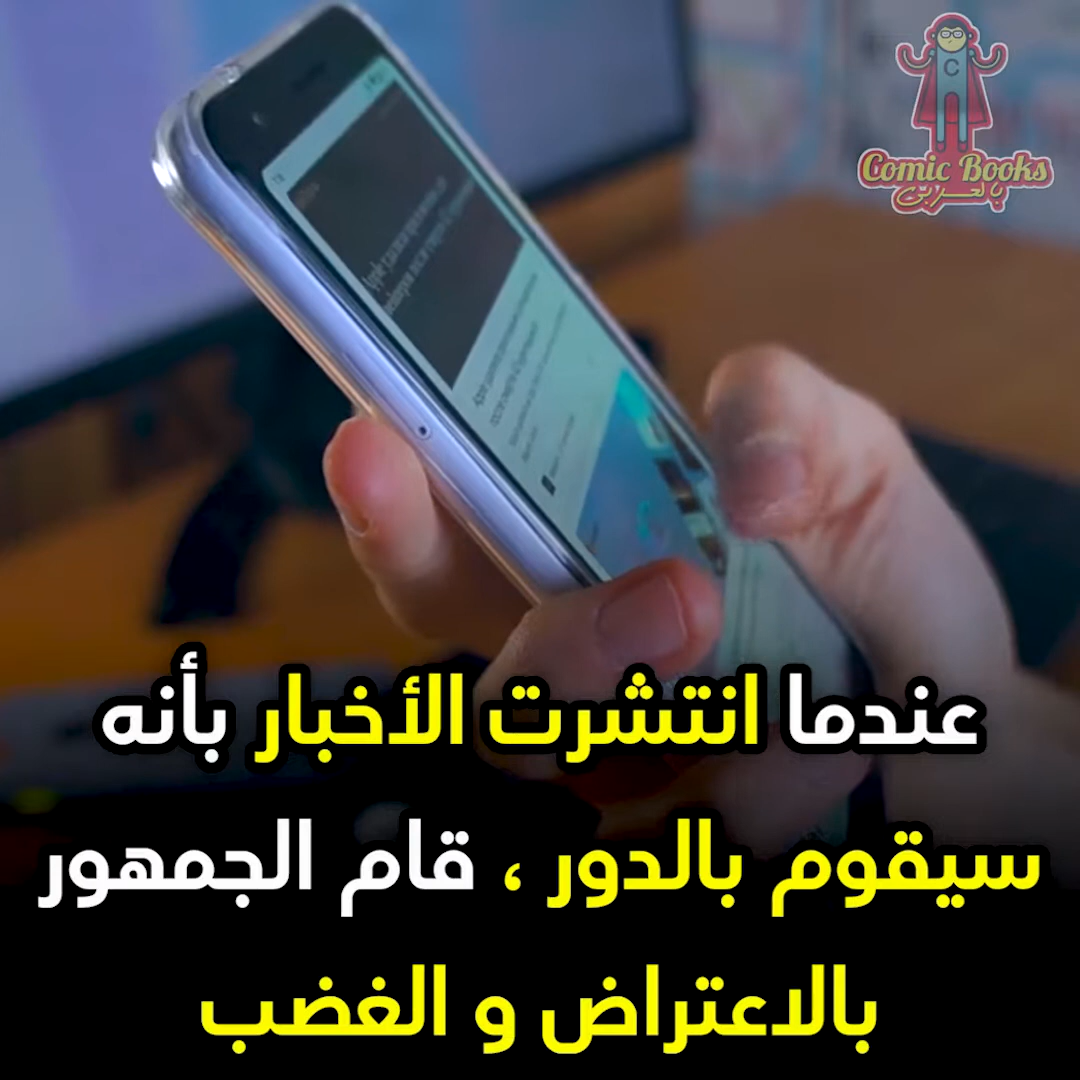 Comic Books
بالعربي
عندما انتشرت الأخبار بأنه
سيقوم بالدور ، قام الجمهور
بالاعتراض و الغضب